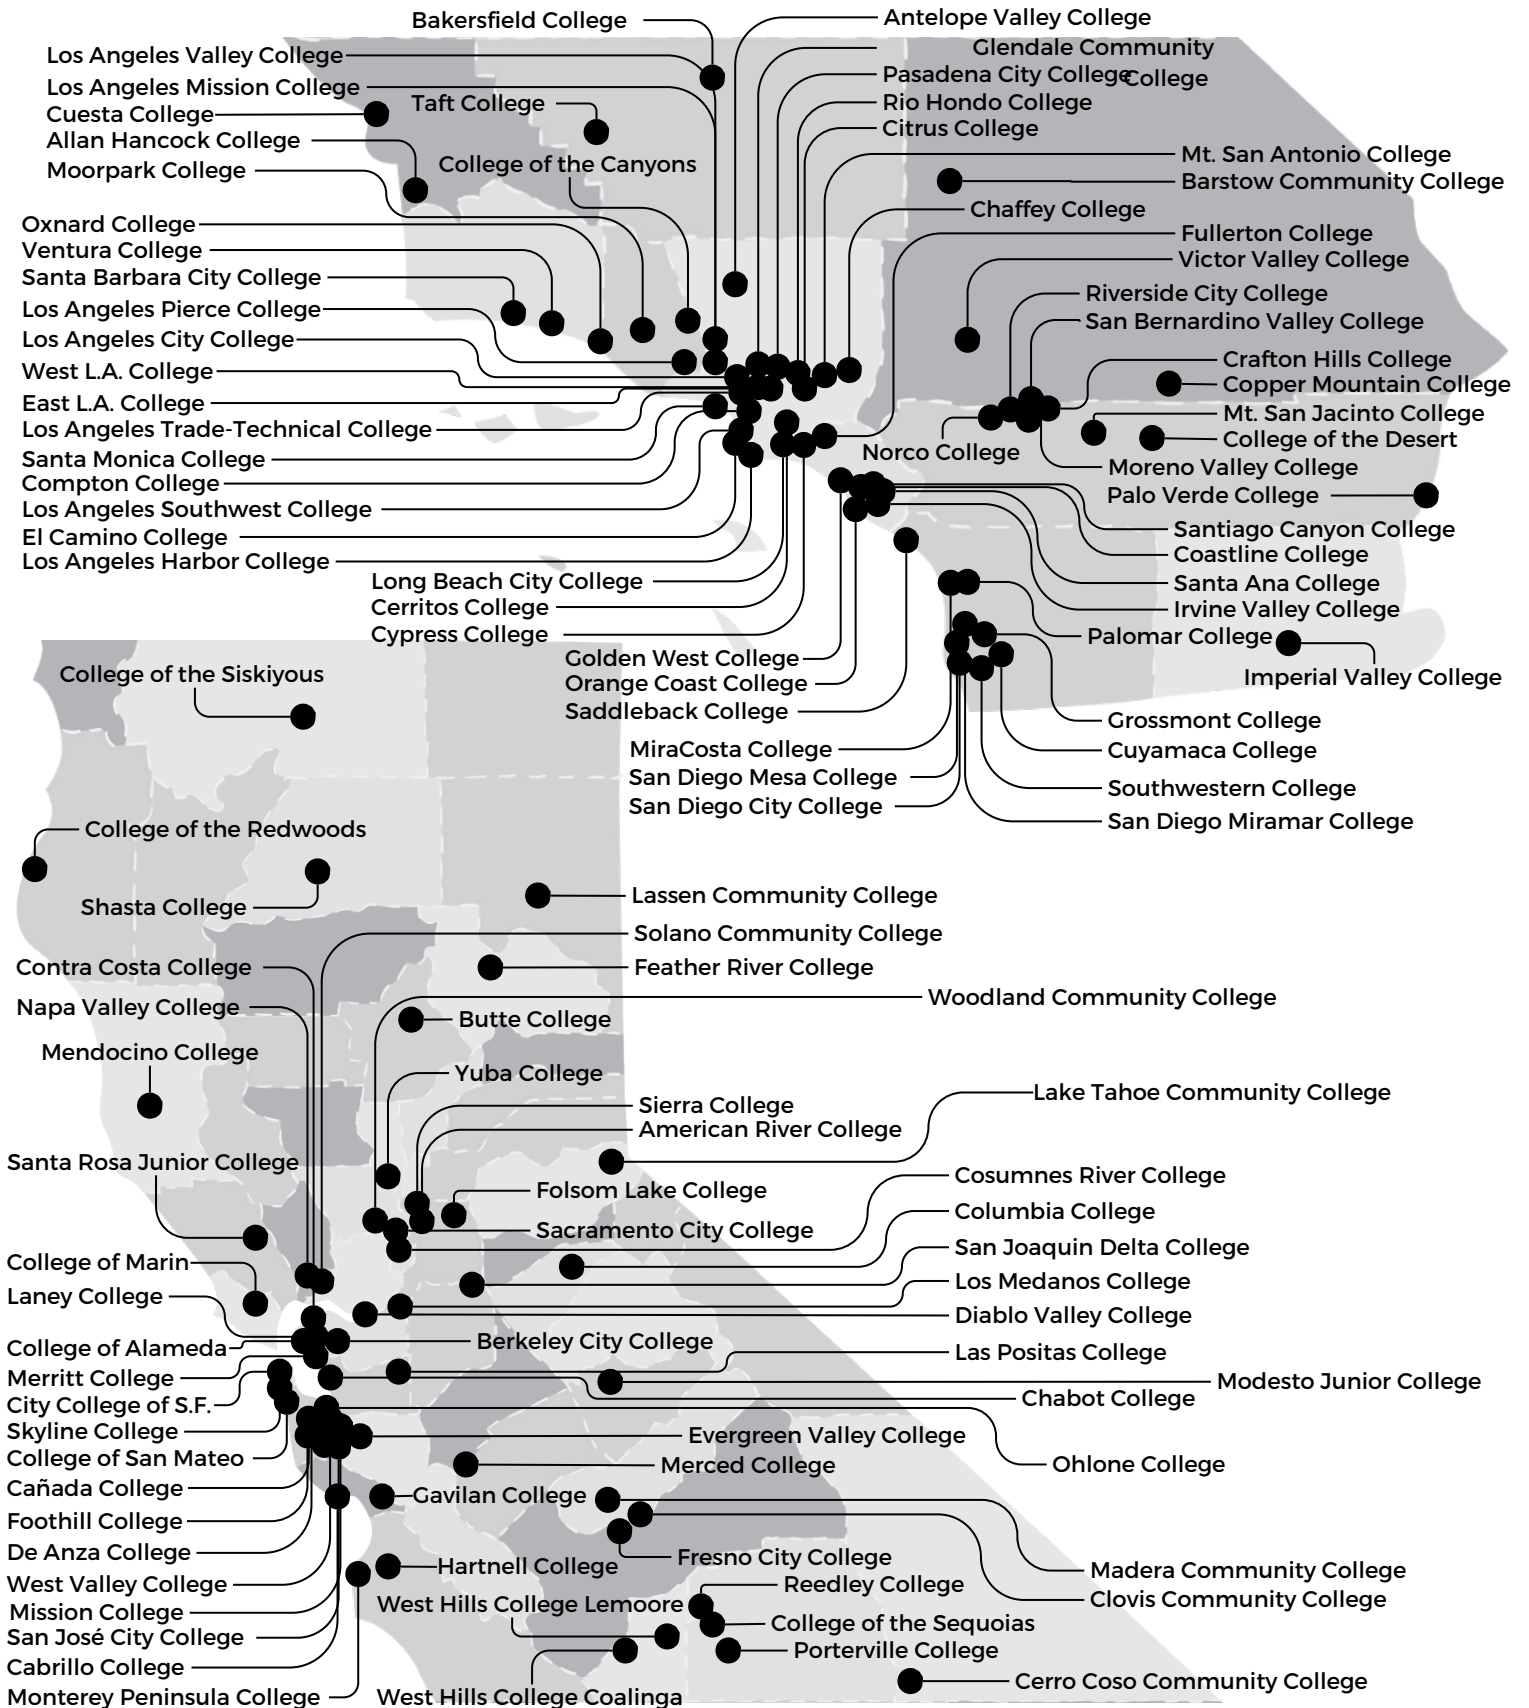 Bakersfield College
Antelope Valley College
Los Angeles Valley College
Glendale Community
College
Los Angeles Mission College
Pasadena City College
Taft College
Rio Hondo College
Cuesta College
Citrus College
Allan Hancock College
Mt. San Antonio College
College of the Canyons
Moorpark College
Barstow Community College
Chaffey College
Oxnard College
Fullerton College
Ventura College
Victor Valley College
Santa Barbara City College
Riverside City College
Los Angeles Pierce College
San Bernardino Valley College
Los Angeles City College
Crafton Hills College
West L.A. College
Copper Mountain College
East L.A. College
Mt. San Jacinto College
Los Angeles Trade-Technical College
College of the Desert
Norco College
Santa Monica College
Moreno Valley College
Compton College
Palo Verde College
Los Angeles Southwest College
Santiago Canyon College
El Camino College
Coastline College
Los Angeles Harbor College
Long Beach City College
Santa Ana College
Cerritos College
Irvine Valley College
Cypress College
Palomar College
Golden West College
Imperial Valley College
Orange Coast College
College of the Siskiyous
Saddleback College
Grossmont College
MiraCosta College
Cuyamaca College
San Diego Mesa College
Southwestern College
San Diego City College
San Diego Miramar College
College of the Redwoods
Lassen Community College
Shasta College
Solano Community College
Contra Costa College
Feather River College
Woodland Community College
Napa Valley College
Butte College
Mendocino College
Yuba College
Lake Tahoe Community College
Sierra College
American River College
Santa Rosa Junior College
Cosumnes River College
Folsom Lake College
Columbia College
Sacramento City College
San Joaquin Delta College
College of Marin
Los Medanos College
Laney College
Diablo Valley College
Berkeley City College
College of Alameda
Las Positas College
Merritt College
Modesto Junior College
Chabot College
City College of S.F.
Skyline College
Evergreen Valley College
College of San Mateo
Merced College
Ohlone College
Cañada College
Gavilan College
Foothill College
De Anza College
Fresno City College
Hartnell College
Madera Community College
West Valley College
Reedley College
Clovis Community College
West Hills College Lemoore
Mission College
College of the Sequoias
San José City College
Porterville College
Cabrillo College
Cerro Coso Community College
Monterey Peninsula College
West Hills College Coalinga